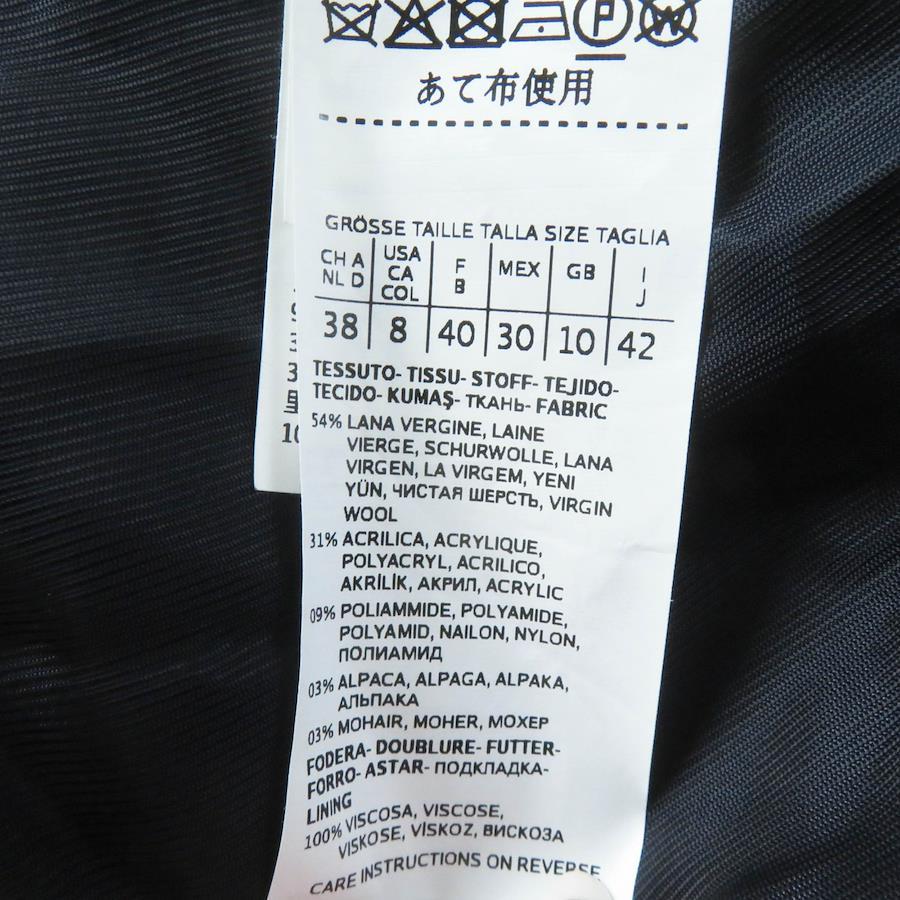 P W
あて布使用
GRÖSSE TAILLE TALLA SIZE TAGLIA
CH A NL D USA CA COL F B MEX GB I J
38 8 40 30 10 42
TESSUTO- TISSU- STOFF- TEJIDO-
TECIDO- KUMAŞ- ТКАНЬ- FABRIC
54% LANA VERGINE, LAINE
VIERGE, SCHURWOLLE, LANA
VIRGEN, LA VIRGEM, YENI
YÜN, ЧИСТАЯ ШЕРСТЬ, VIRGIN
WOOL
31% ACRILICA, ACRYLIQUE,
POLYACRYL, ACRILICO,
AKRİLİK, АКРИЛ, ACRYLIC
09% POLIAMMIDE, POLYAMIDE,
POLYAMID, NAILON, NYLON,
ПОЛИАМИД
03% ALPACA, ALPAGA, ALPAKA,
АЛЬПАКА
03% MOHAIR, MOHER, МОХЕР
FODERA- DOUBLURE- FUTTER-
FORRO- ASTAR- ПОДКЛАДКА-
LINING
100% VISCOSA, VISCOSE,
VISKOSE, VİSKOZ, ВИСКОЗА
CARE INSTRUCTIONS ON REVERSE
3
里
10